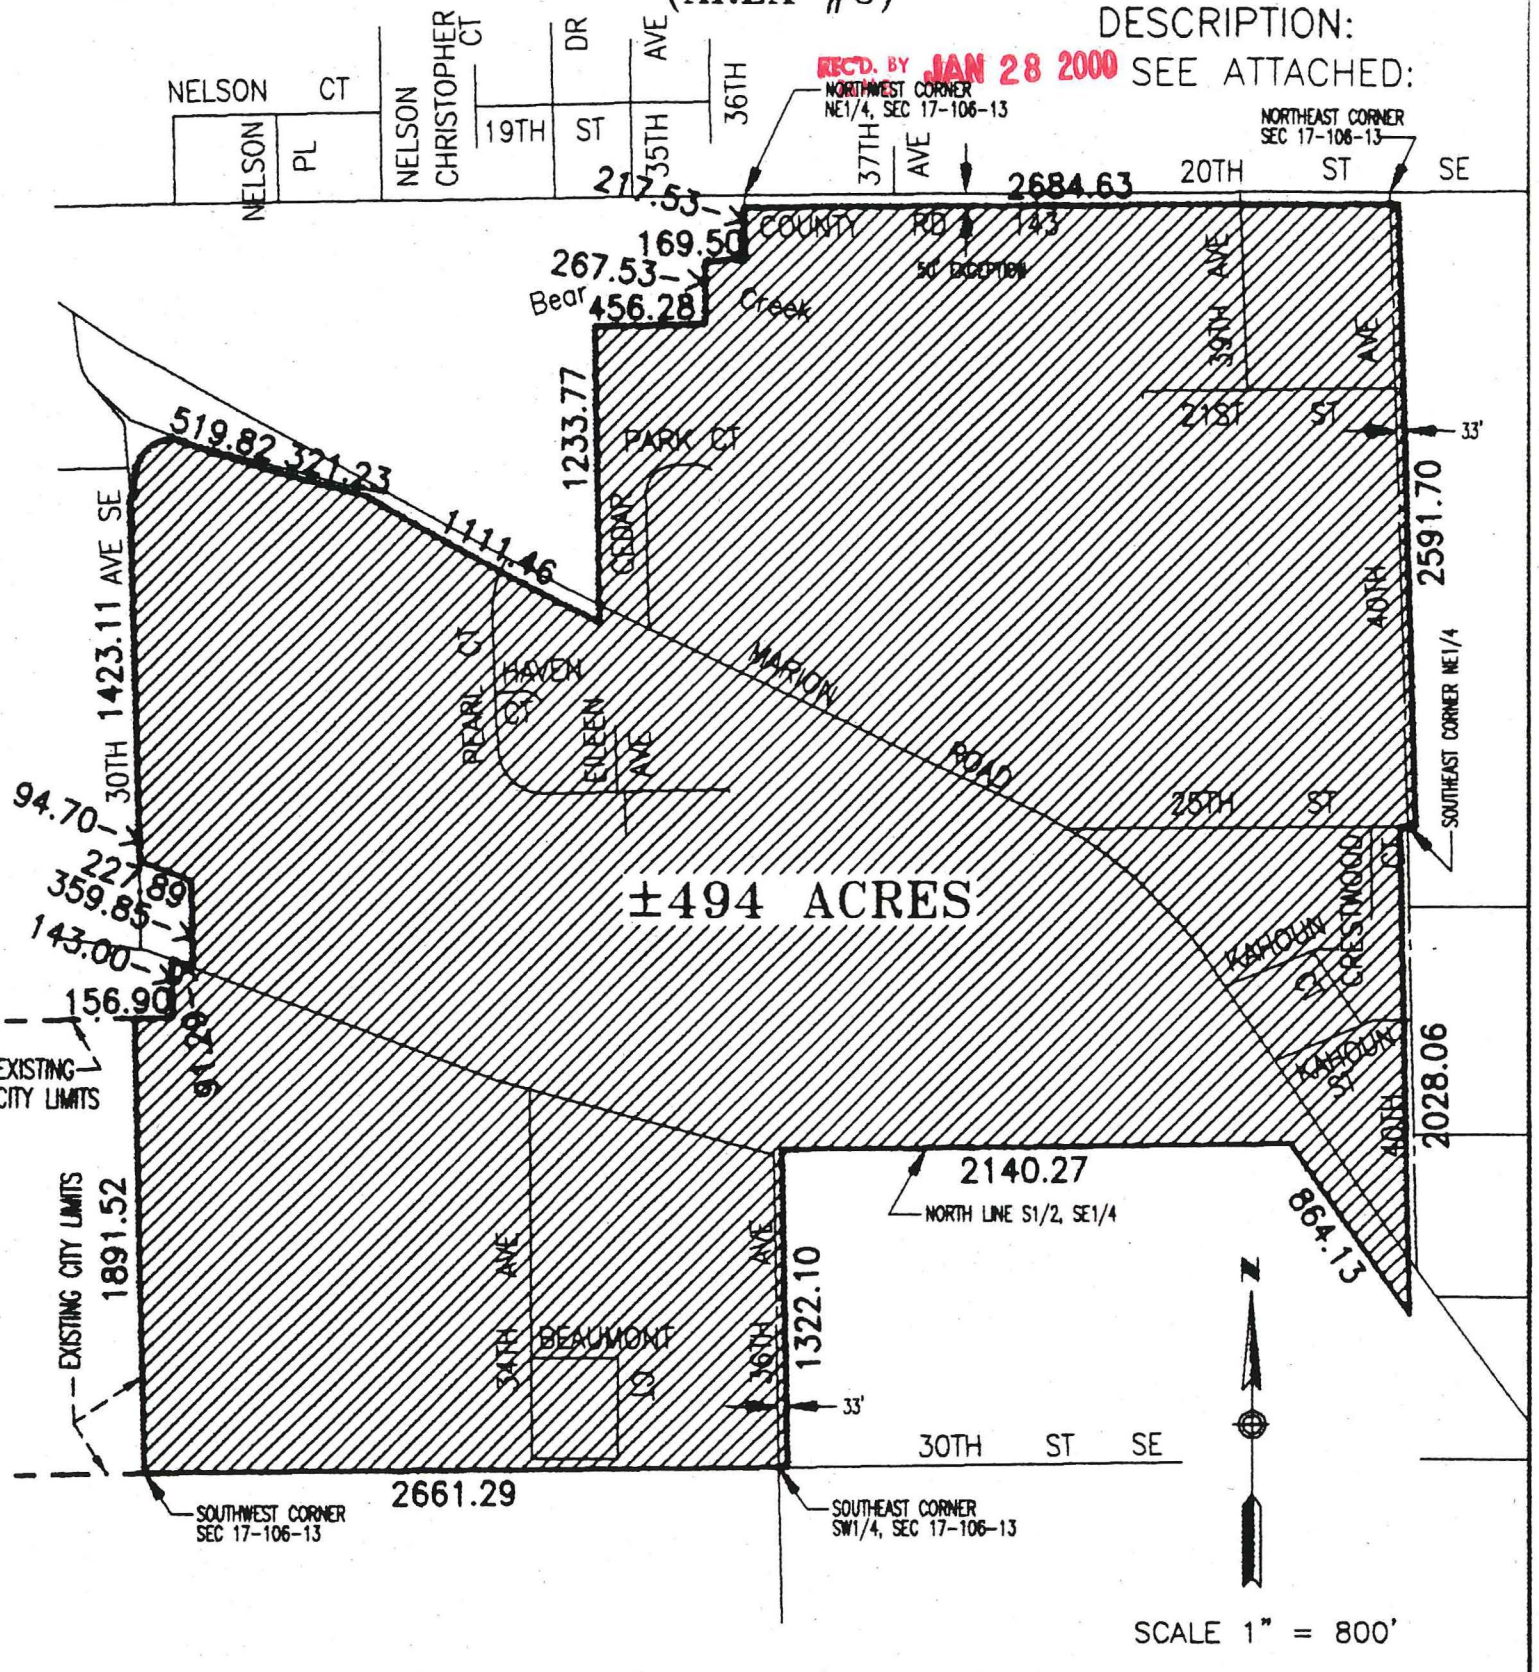 DESCRIPTION:
SEE ATTACHED:
REC'D. BY JAN 28 2000
NORTHWEST CORNER
NE1/4, SEC 17-106-13
NORTHEAST CORNER
SEC 17-106-13
NELSON CT
NELSON PL
NELSON
CHRISTOPHER CT
DR
19TH ST
35TH AVE
36TH
37TH AVE
20TH ST SE
217.53
2684.63
COUNTY RD 143
169.50
50' EXCEPTION
267.53
Bear Creek
456.28
39TH AVE
AVE
1233.77
21ST ST
33'
519.82
321.23
PARK CT
CEDAR
1111.46
2591.70
40TH
30TH 1423.11 AVE SE
MARION ROAD
PEARL CT
HAVEN CT
EILEEN AVE
25TH ST
SOUTHEAST CORNER NE1/4
94.70
227.89
359.85
143.00
156.90
±494 ACRES
CRESTWOOD CT
KAHOUN CT
KAHOUN ST
EXISTING
CITY LIMITS
2028.06
40TH
2140.27
NORTH LINE S1/2, SE1/4
864.13
EXISTING CITY LIMITS
1891.52
34TH AVE
BEAUMONT CT
36TH AVE
1322.10
33'
N
30TH ST SE
2661.29
SOUTHWEST CORNER
SEC 17-106-13
SOUTHEAST CORNER
SW1/4, SEC 17-106-13
SCALE 1" = 800'